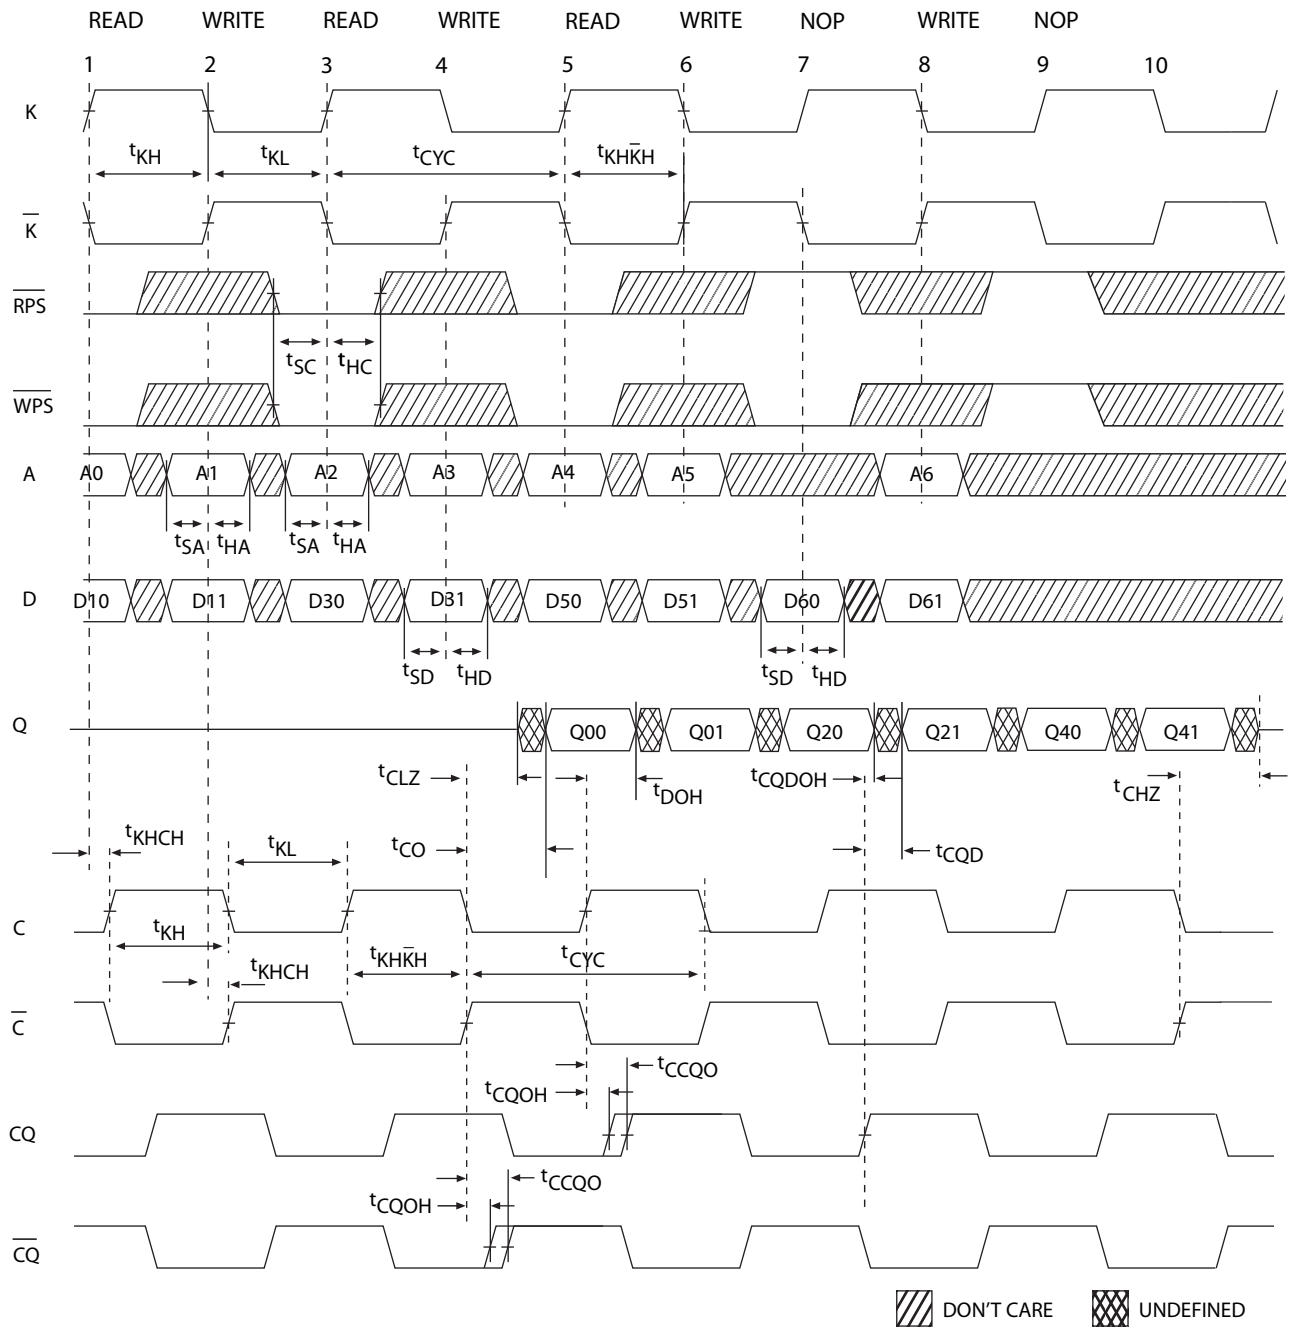 READ WRITE READ WRITE READ WRITE NOP WRITE NOP
1 2 3 4 5 6 7 8 9 10
K
tKH tKL tCYC tKHK̅H
K̅
R̅P̅S̅
tSC tHC
W̅P̅S̅
A A0 A1 A2 A3 A4 A5 A6
tSA tHA tSA tHA
D D10 D11 D30 D31 D50 D51 D60 D61
tSD tHD tSD tHD
Q Q00 Q01 Q20 Q21 Q40 Q41
tCLZ tDOH tCQDOH tCHZ
tKHCH tKL tCO tCQD
C
tKH tKHK̅H tCYC
tKHCH
C̅
tCCQO
tCQOH
CQ
tCCQO
tCQOH
C̅Q̅
DON'T CARE UNDEFINED